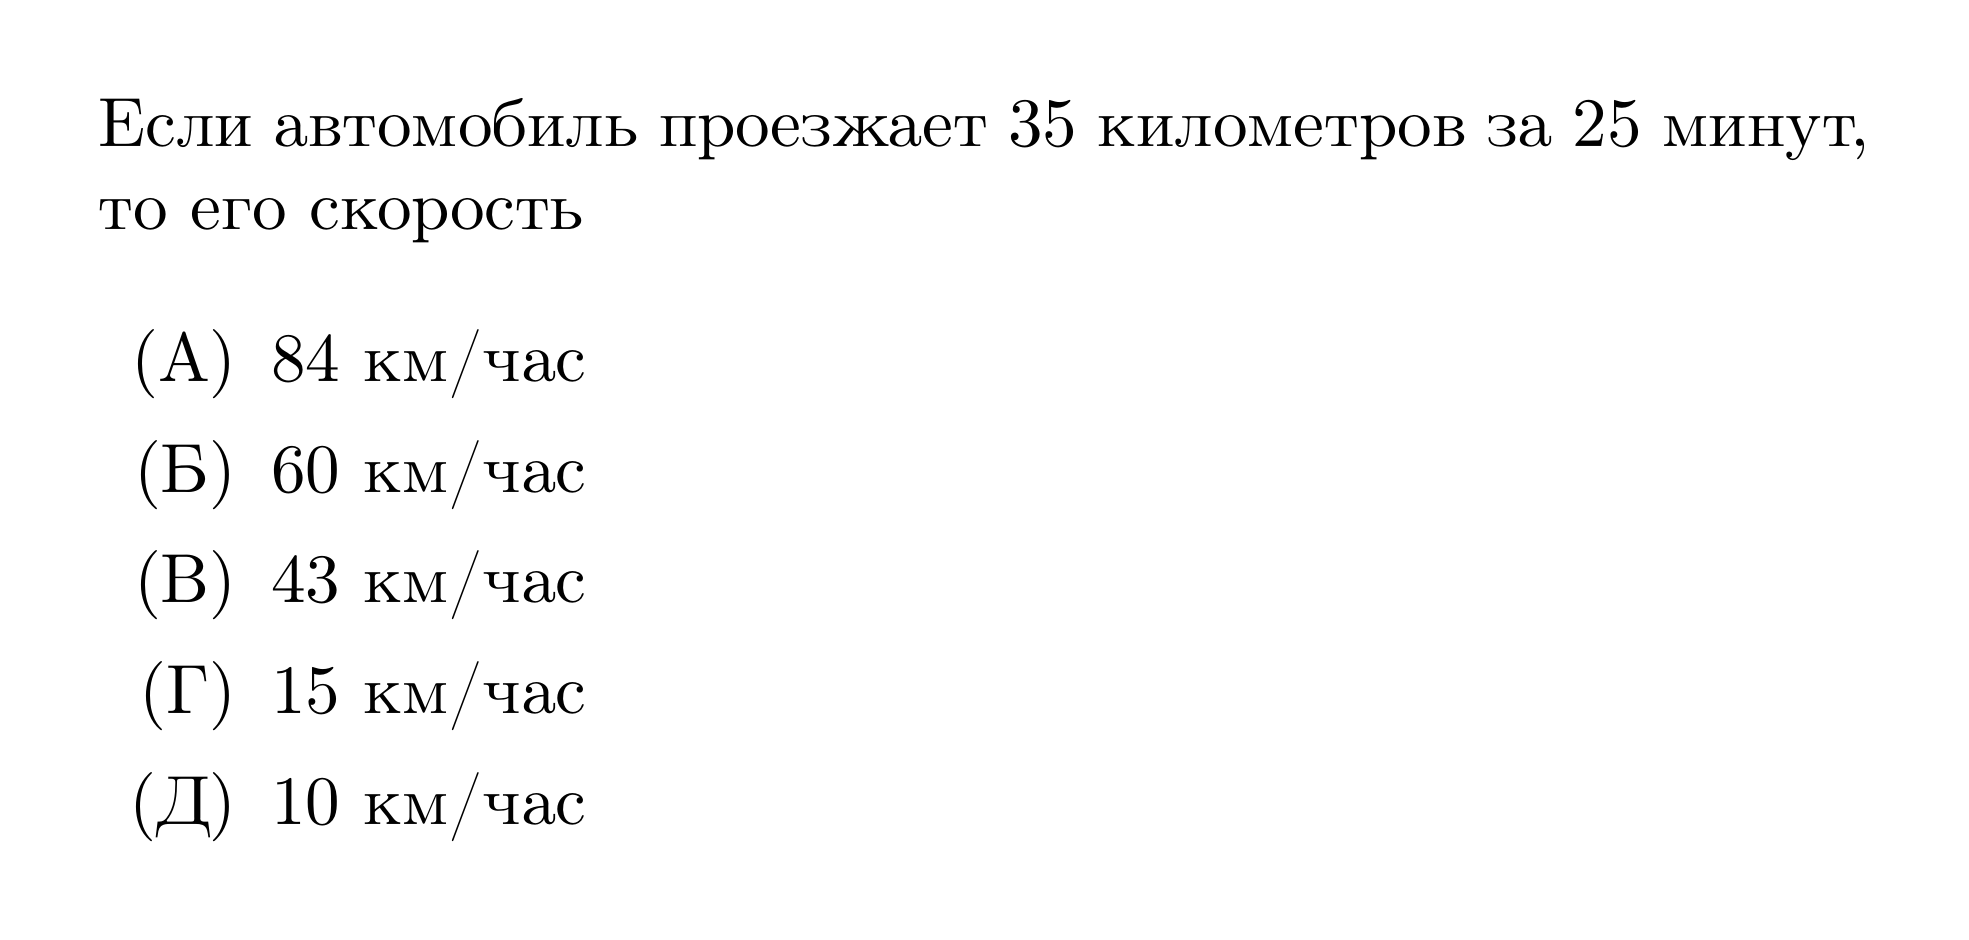 Если автомобиль проезжает 35 километров за 25 минут,
то его скорость
(А) 84 км/час
(Б) 60 км/час
(В) 43 км/час
(Г) 15 км/час
(Д) 10 км/час